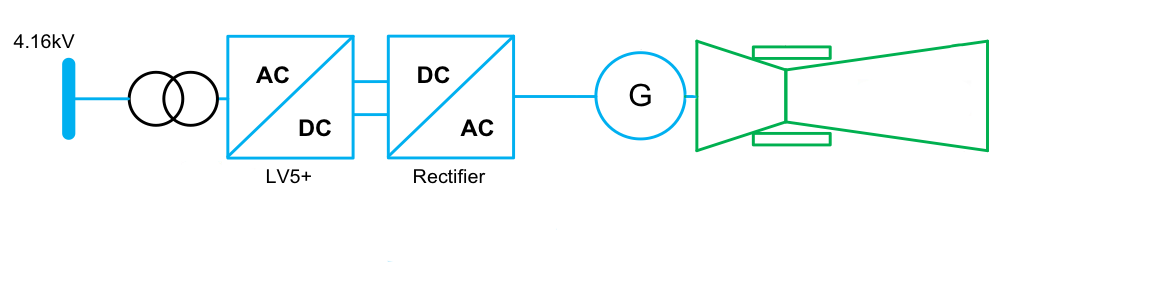 4.16kV
AC
DC
LV5+
DC
AC
Rectifier
G